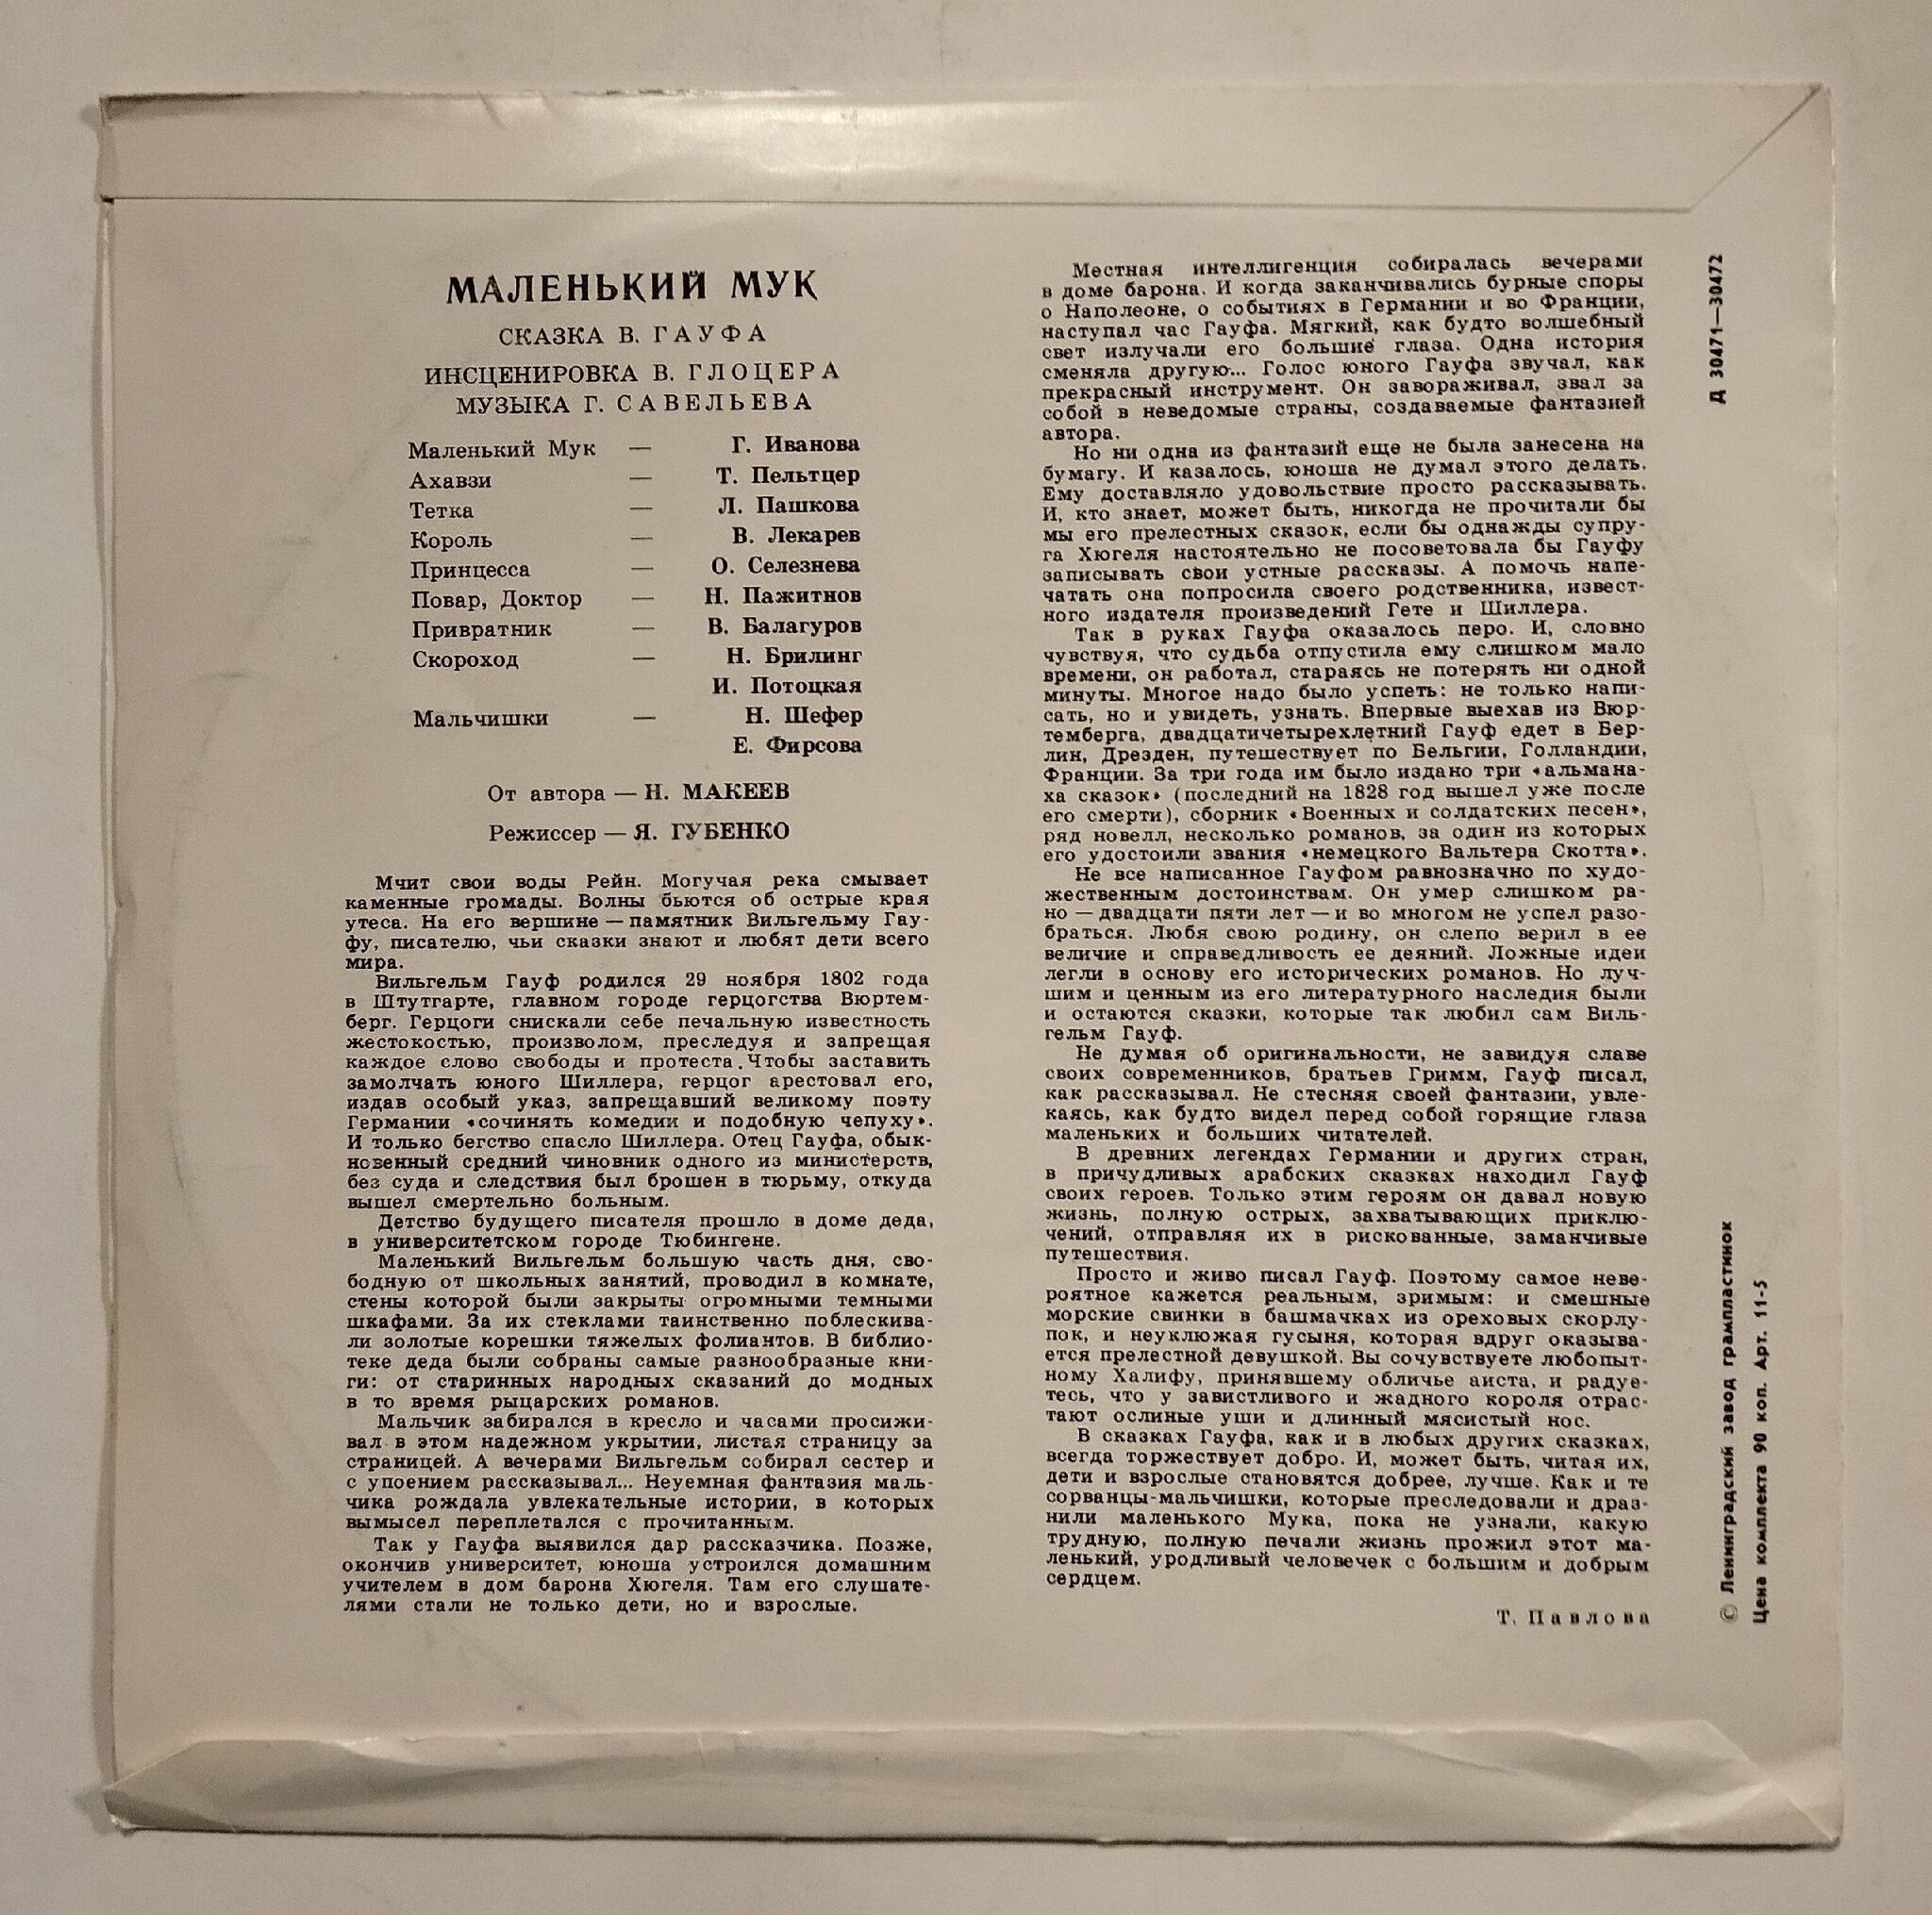 МАЛЕНЬКИЙ МУК
СКАЗКА В. ГАУФА
ИНСЦЕНИРОВКА В. ГЛОЦЕРА
МУЗЫКА Г. САВЕЛЬЕВА
Маленький Мук — Г. Иванова
Ахавзи — Т. Пельтцер
Тетка — Л. Пашкова
Король — В. Лекарев
Принцесса — О. Селезнева
Повар, Доктор — Н. Пажитнов
Привратник — В. Балагуров
Скороход — Н. Брилинг
И. Потоцкая
Мальчишки — Н. Шефер
Е. Фирсова
От автора — Н. МАКЕЕВ
Режиссер — Я. ГУБЕНКО
Мчит свои воды Рейн. Могучая река смывает
каменные громады. Волны бьются об острые края
утеса. На его вершине — памятник Вильгельму Гау-
фу, писателю, чьи сказки знают и любят дети всего
мира.
Вильгельм Гауф родился 29 ноября 1802 года
в Штутгарте, главном городе герцогства Вюртем-
берг. Герцоги снискали себе печальную известность
жестокостью, произволом, преследуя и запрещая
каждое слово свободы и протеста. Чтобы заставить
замолчать юного Шиллера, герцог арестовал его,
издав особый указ, запрещавший великому поэту
Германии «сочинять комедии и подобную чепуху».
И только бегство спасло Шиллера. Отец Гауфа, обык-
новенный средний чиновник одного из министерств,
без суда и следствия был брошен в тюрьму, откуда
вышел смертельно больным.
Детство будущего писателя прошло в доме деда,
в университетском городе Тюбингене.
Маленький Вильгельм большую часть дня, сво-
бодную от школьных занятий, проводил в комнате,
стены которой были закрыты огромными темными
шкафами. За их стеклами таинственно поблескива-
ли золотые корешки тяжелых фолиантов. В библио-
теке деда были собраны самые разнообразные кни-
ги: от старинных народных сказаний до модных
в то время рыцарских романов.
Мальчик забирался в кресло и часами просижи-
вал в этом надежном укрытии, листая страницу за
страницей. А вечерами Вильгельм собирал сестер и
с упоением рассказывал... Неуемная фантазия маль-
чика рождала увлекательные истории, в которых
вымысел переплетался с прочитанным.
Так у Гауфа выявился дар рассказчика. Позже,
окончив университет, юноша устроился домашним
учителем в дом барона Хюгеля. Там его слушате-
лями стали не только дети, но и взрослые.
Местная интеллигенция собиралась вечерами
в доме барона. И когда заканчивались бурные споры
о Наполеоне, о событиях в Германии и во Франции,
наступал час Гауфа. Мягкий, как будто волшебный
свет излучали его большие глаза. Одна история
сменяла другую... Голос юного Гауфа звучал, как
прекрасный инструмент. Он завораживал, звал за
собой в неведомые страны, создаваемые фантазией
автора.
Но ни одна из фантазий еще не была занесена на
бумагу. И казалось, юноша не думал этого делать.
Ему доставляло удовольствие просто рассказывать.
И, кто знает, может быть, никогда не прочитали бы
мы его прелестных сказок, если бы однажды супру-
га Хюгеля настоятельно не посоветовала бы Гауфу
записывать свои устные рассказы. А помочь напе-
чатать она попросила своего родственника, извест-
ного издателя произведений Гете и Шиллера.
Так в руках Гауфа оказалось перо. И, словно
чувствуя, что судьба отпустила ему слишком мало
времени, он работал, стараясь не потерять ни одной
минуты. Многое надо было успеть: не только напи-
сать, но и увидеть, узнать. Впервые выехав из Вюр-
темберга, двадцатичетырехлетний Гауф едет в Бер-
лин, Дрезден, путешествует по Бельгии, Голландии,
Франции. За три года им было издано три «альмана-
ха сказок» (последний на 1828 год вышел уже после
его смерти), сборник «Военных и солдатских песен»,
ряд новелл, несколько романов, за один из которых
его удостоили звания «немецкого Вальтера Скотта».
Не все написанное Гауфом равнозначно по худо-
жественным достоинствам. Он умер слишком ра-
но — двадцати пяти лет — и во многом не успел разо-
браться. Любя свою родину, он слепо верил в ее
величие и справедливость ее деяний. Ложные идеи
легли в основу его исторических романов. Но луч-
шим и ценным из его литературного наследия были
и остаются сказки, которые так любил сам Виль-
гельм Гауф.
Не думая об оригинальности, не завидуя славе
своих современников, братьев Гримм, Гауф писал,
как рассказывал. Не стесняя своей фантазии, увле-
каясь, как будто видел перед собой горящие глаза
маленьких и больших читателей.
В древних легендах Германии и других стран,
в причудливых арабских сказках находил Гауф
своих героев. Только этим героям он давал новую
жизнь, полную острых, захватывающих приклю-
чений, отправляя их в рискованные, заманчивые
путешествия.
Просто и живо писал Гауф. Поэтому самое неве-
роятное кажется реальным, зримым: и смешные
морские свинки в башмачках из ореховых скорлу-
пок, и неуклюжая гусыня, которая вдруг оказыва-
ется прелестной девушкой. Вы сочувствуете любопыт-
ному Халифу, принявшему обличье аиста, и радуе-
тесь, что у завистливого и жадного короля отрас-
тают ослиные уши и длинный мясистый нос.
В сказках Гауфа, как и в любых других сказках,
всегда торжествует добро. И, может быть, читая их,
дети и взрослые становятся добрее, лучше. Как и те
сорванцы-мальчишки, которые преследовали и драз-
нили маленького Мука, пока не узнали, какую
трудную, полную печали жизнь прожил этот ма-
ленький, уродливый человечек с большим и добрым
сердцем.
Т. Павлова
Д 30471—30472
© Ленинградский завод грампластинок
Цена комплекта 90 коп. Арт. 11-5